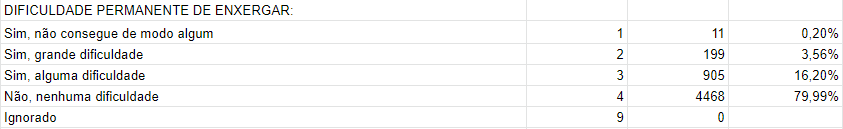 DIFICULDADE PERMANENTE DE ENXERGAR:
Sim, não consegue de modo algum 1 11 0,20%
Sim, grande dificuldade 2 199 3,56%
Sim, alguma dificuldade 3 905 16,20%
Não, nenhuma dificuldade 4 4468 79,99%
Ignorado 9 0